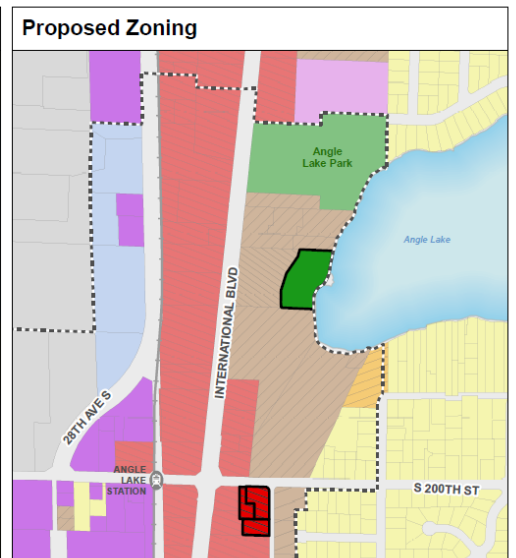 Proposed Zoning
Angle
Lake Park
Angle Lake
INTERNATIONAL BLVD
28TH AVE S
ANGLE
LAKE
STATION
S 200TH ST